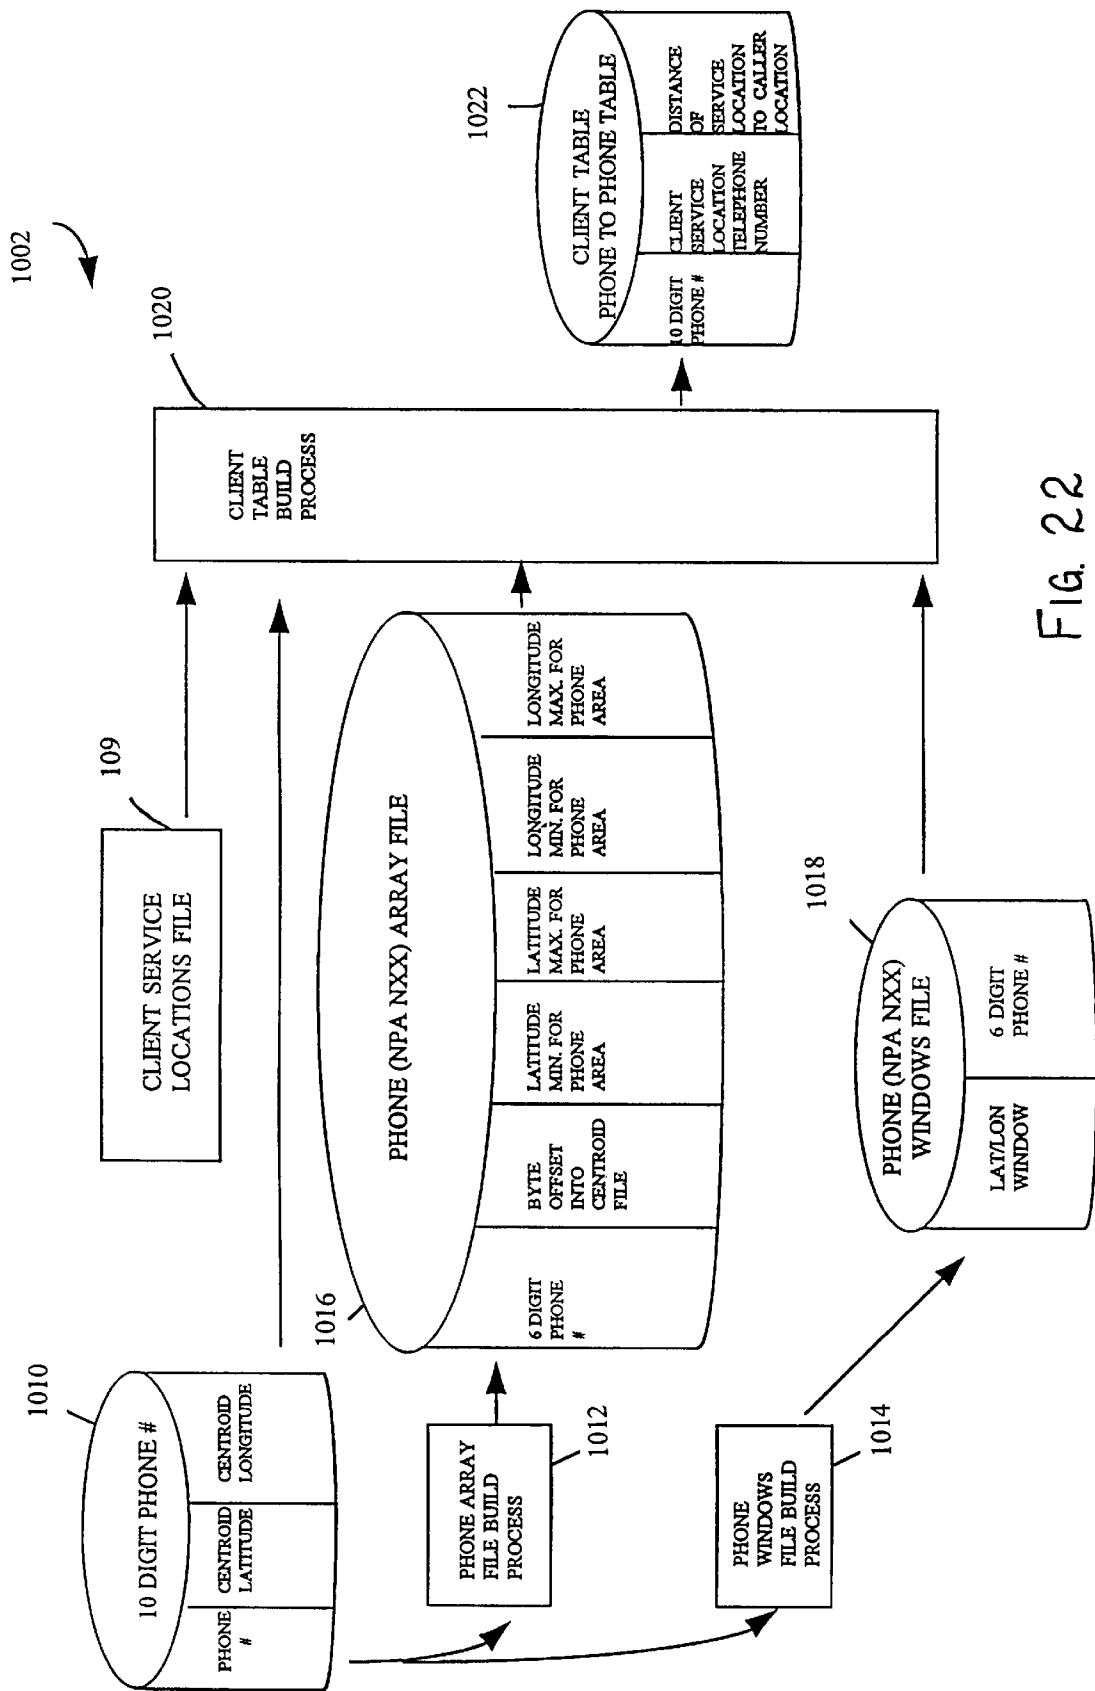 1002
1010
10 DIGIT PHONE #
PHONE
#
CENTROID
LATITUDE
CENTROID
LONGITUDE
CLIENT SERVICE
LOCATIONS FILE
109
PHONE ARRAY
FILE BUILD
PROCESS
1012
PHONE
WINDOWS
FILE BUILD
PROCESS
1014
1016
PHONE (NPA NXX) ARRAY FILE
6 DIGIT
PHONE
#
BYTE
OFFSET
INTO
CENTROID
FILE
LATITUDE
MIN. FOR
PHONE
AREA
LATITUDE
MAX. FOR
PHONE
AREA
LONGITUDE
MIN. FOR
PHONE
AREA
LONGITUDE
MAX. FOR
PHONE
AREA
1018
PHONE (NPA NXX)
WINDOWS FILE
LAT/LON
WINDOW
6 DIGIT
PHONE #
1020
CLIENT
TABLE
BUILD
PROCESS
1022
CLIENT TABLE
PHONE TO PHONE TABLE
10 DIGIT
PHONE #
CLIENT
SERVICE
LOCATION
TELEPHONE
NUMBER
DISTANCE
OF
SERVICE
LOCATION
TO CALLER
LOCATION
FIG. 22